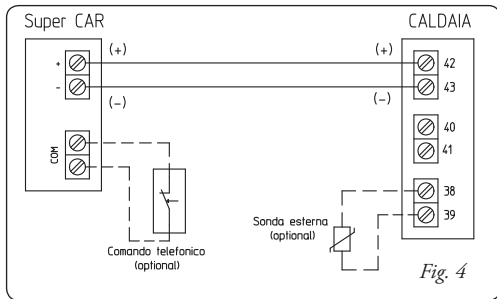 Super CAR
CALDAIA
+ (+) (+) 42
- (-) (-) 43
40
COM 41
38
Sonda esterna 39
(optional)
Comando telefonico
(optional)
Fig. 4